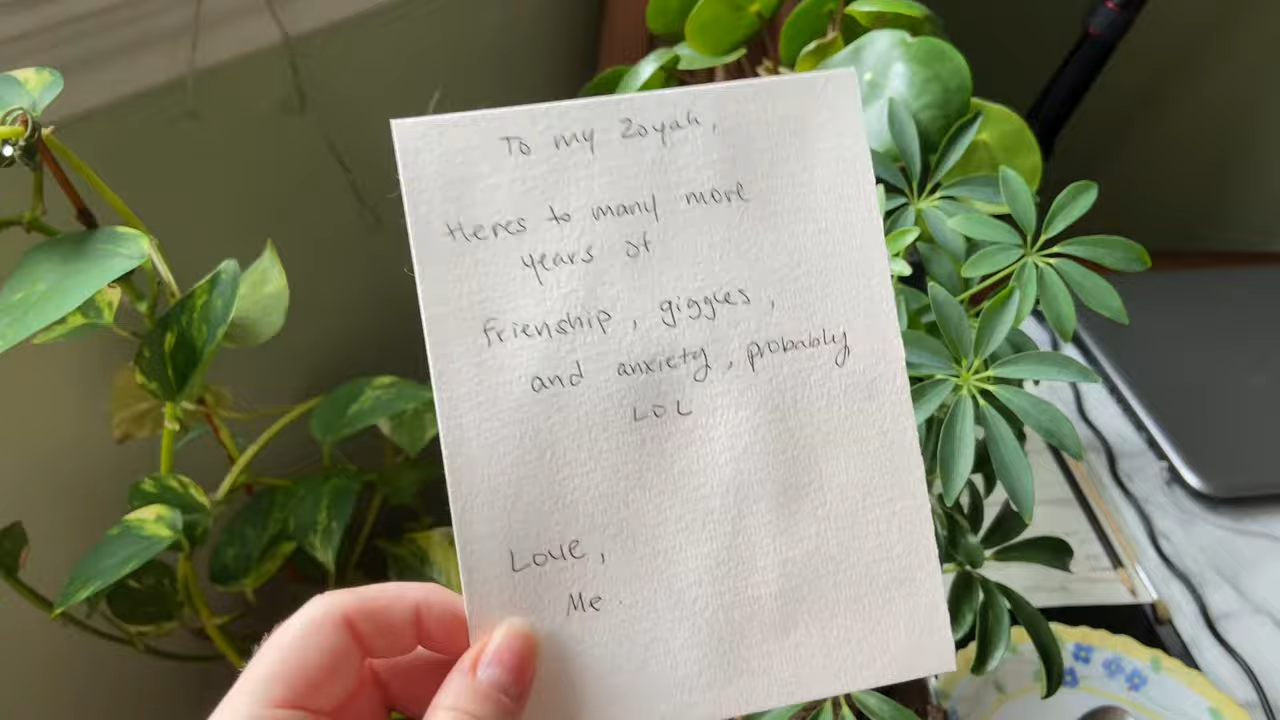 To my Zoyah,
Heres to many more
years of
frienship, giggles,
and anxiety, probably
LOL
Love,
Me.